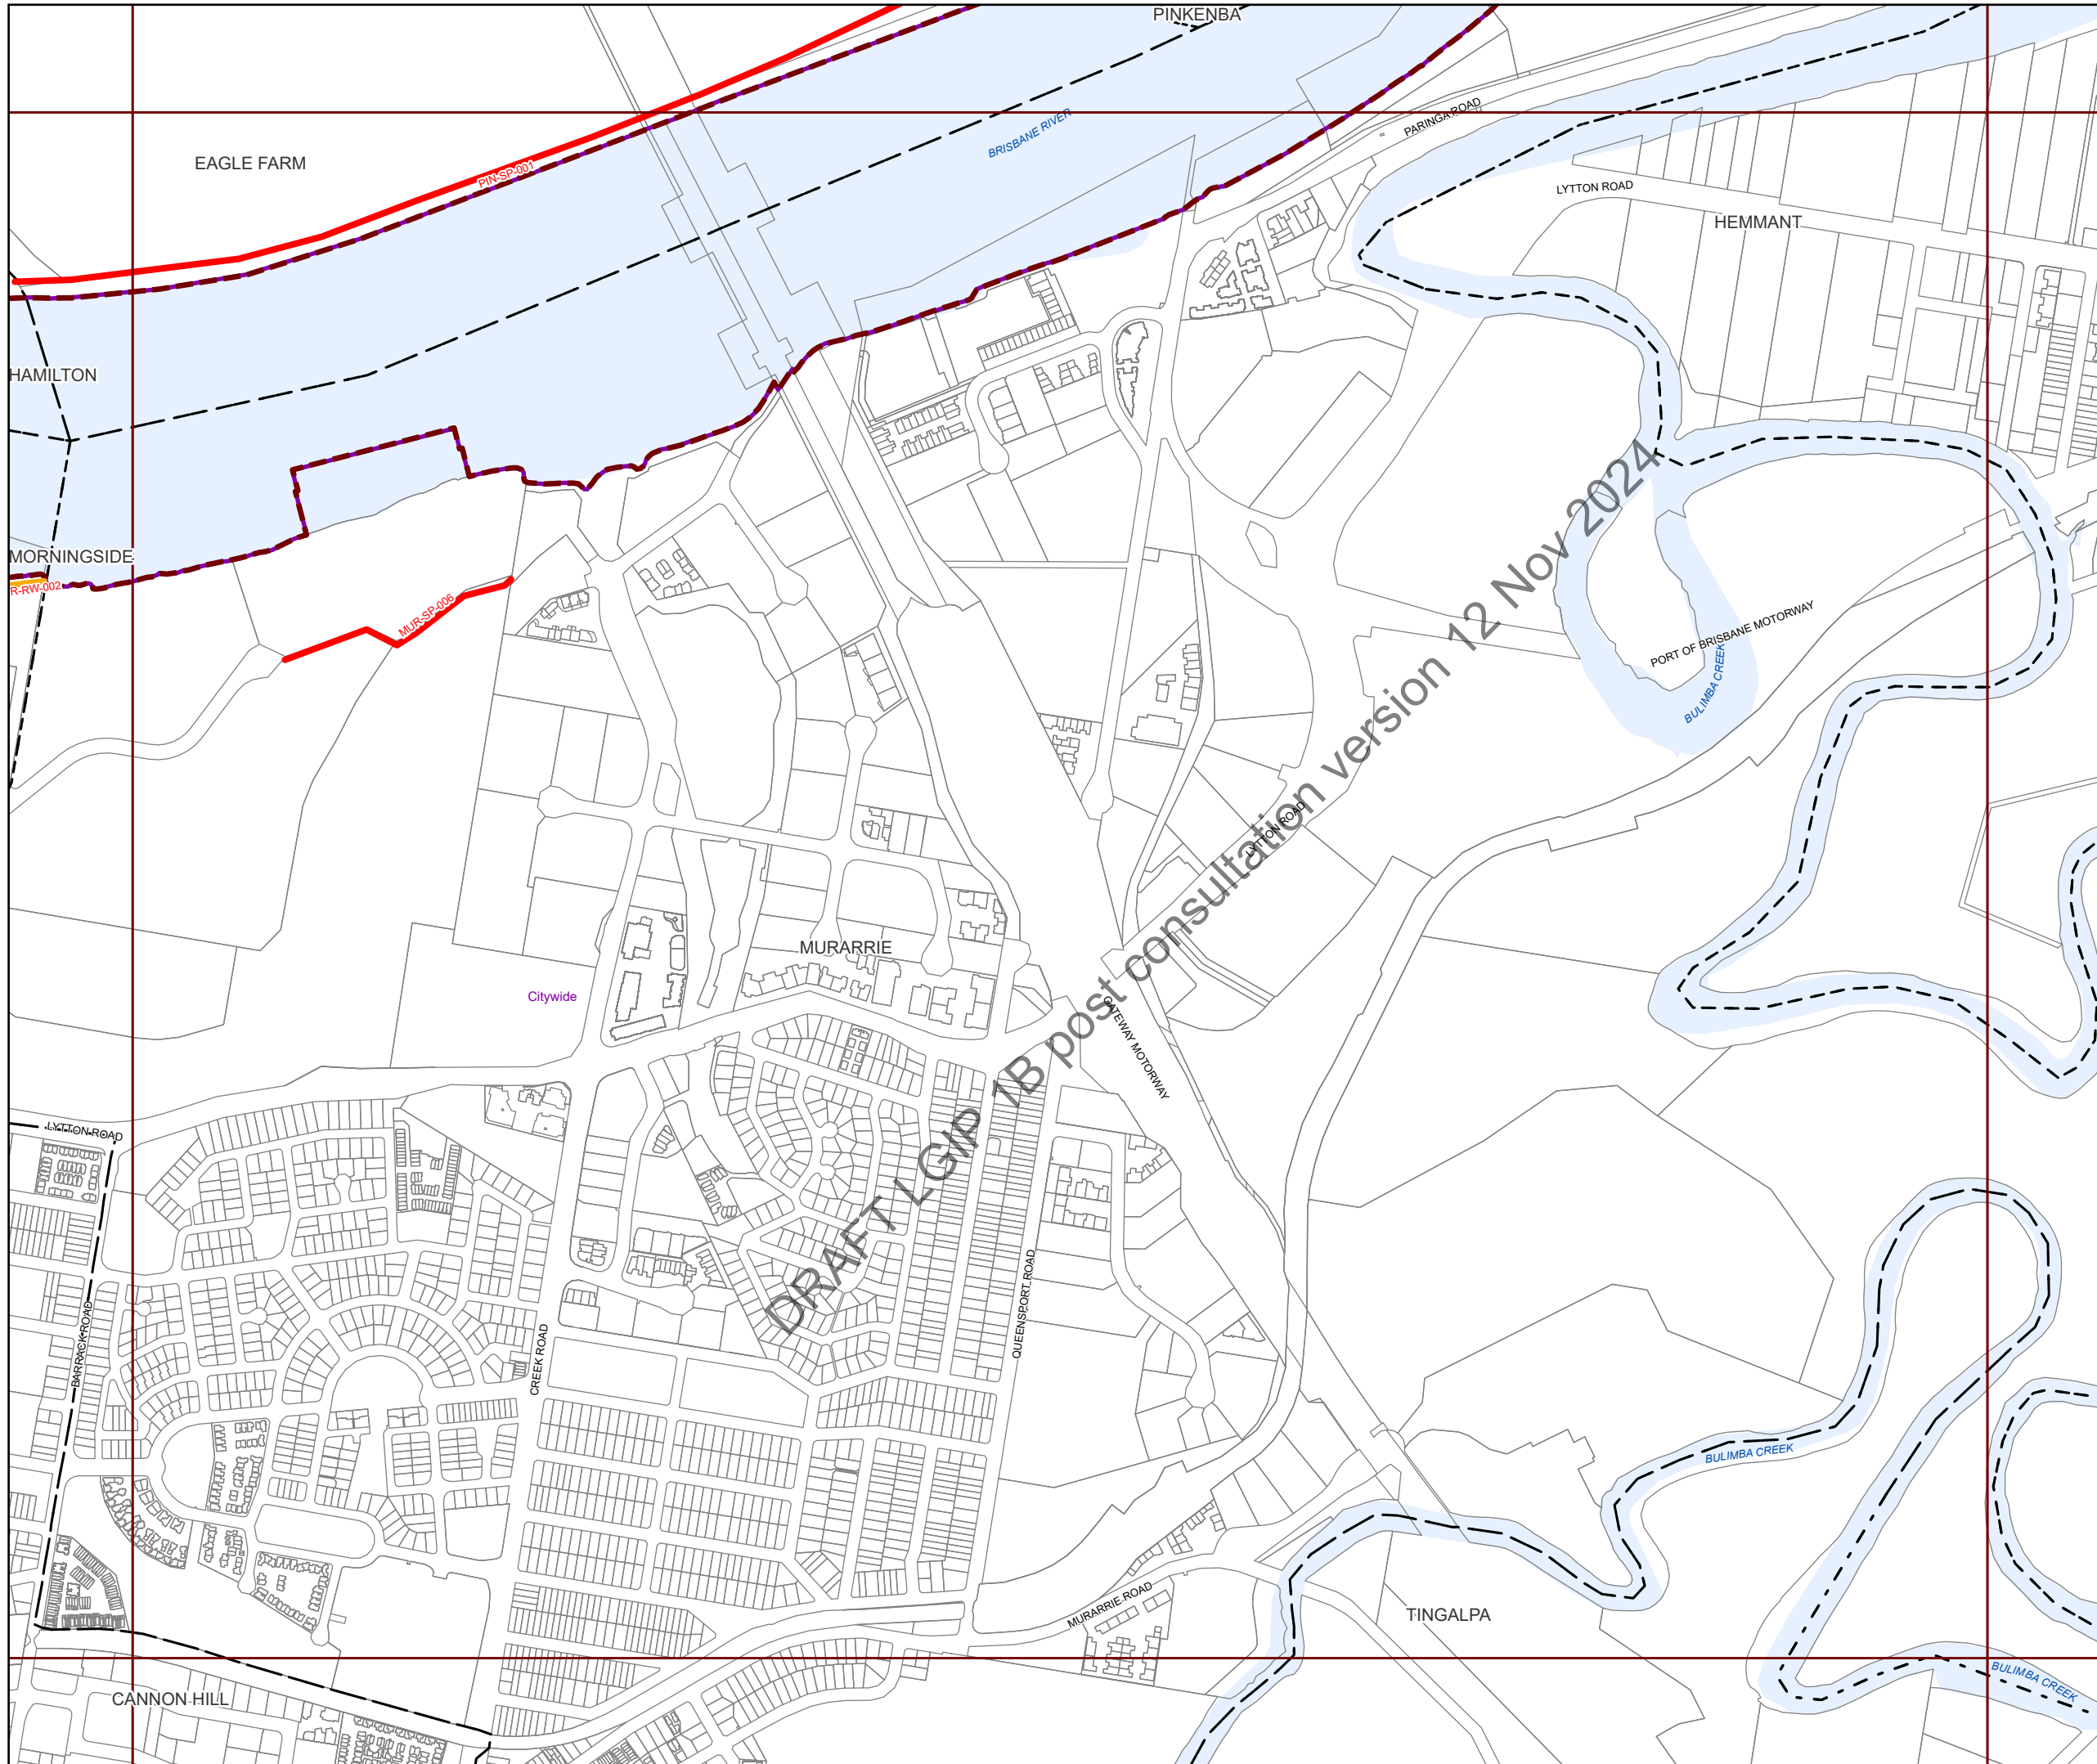 PINKENBA
PARINGA ROAD
BRISBANE RIVER
EAGLE FARM
PIN-SP-001
LYTTON ROAD
HEMMANT
HAMILTON
MORNINGSIDE
R-RW-002
MUR-SP-006
PORT OF BRISBANE MOTORWAY
BULIMBA CREEK
LYTTON ROAD
MURARRIE
Citywide
GATEWAY MOTORWAY
DRAFT LGIP 1B post consultation version 12 Nov 2024
LYTTON ROAD
QUEENSPORT ROAD
BARRACK ROAD
CREEK ROAD
BULIMBA CREEK
MURARRIE ROAD
TINGALPA
BULIMBA CREEK
CANNON HILL